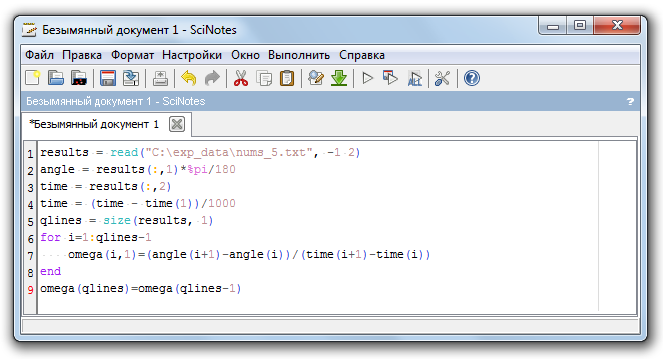 Безымянный документ 1 - SciNotes
Файл Правка Формат Настройки Окно Выполнить Справка
Безымянный документ 1 - SciNotes ?
*Безымянный документ 1
1 results = read("C:\exp_data\nums_5.txt", -1 2)
2 angle = results(:,1)*%pi/180
3 time = results(:,2)
4 time = (time - time(1))/1000
5 qlines = size(results, 1)
6 for i=1:qlines-1
7 omega(i,1)=(angle(i+1)-angle(i))/(time(i+1)-time(i))
8 end
9 omega(qlines)=omega(qlines-1)